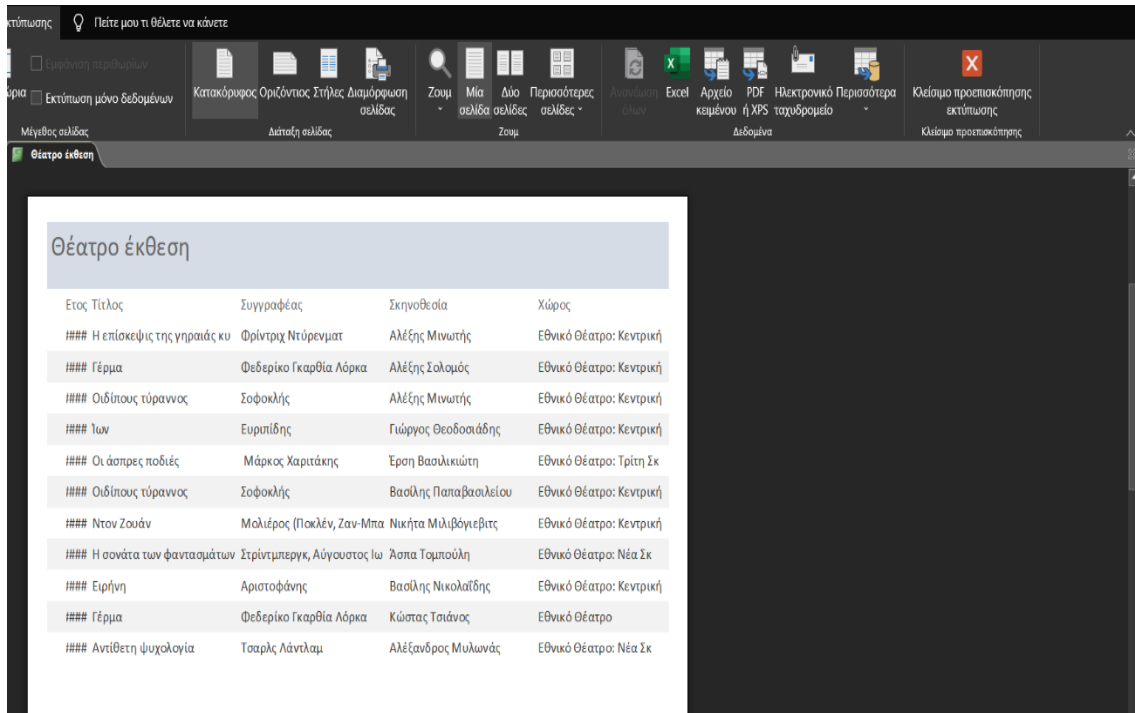 κτύπωσης Πείτε μου τι θέλετε να κάνετε
Εμφάνιση περιθωρίων
Εκτύπωση μόνο δεδομένων
Κατακόρυφος Οριζόντιος Στήλες Διαμόρφωση σελίδας
Ζουμ Μία σελίδα Δύο σελίδες Περισσότερες σελίδες
Ανανέωση όλων Excel Αρχείο κειμένου PDF ή XPS Ηλεκτρονικό ταχυδρομείο Περισσότερα
Κλείσιμο προεπισκόπησης εκτύπωσης
Μέγεθος σελίδας Διάταξη σελίδας Ζουμ Δεδομένα Κλείσιμο προεπισκόπησης
Θέατρο έκθεση
Θέατρο έκθεση
Ετος Τίτλος Συγγραφέας Σκηνοθεσία Χώρος
#### Η επίσκεψις της γηραιάς κυ Φρίντριχ Ντύρενματ Αλέξης Μινωτής Εθνικό Θέατρο: Κεντρική
#### Γέρμα Φεδερίκο Γκαρθία Λόρκα Αλέξης Σολομός Εθνικό Θέατρο: Κεντρική
#### Οιδίπους τύραννος Σοφοκλής Αλέξης Μινωτής Εθνικό Θέατρο: Κεντρική
#### Ίων Ευριπίδης Γιώργος Θεοδοσιάδης Εθνικό Θέατρο: Κεντρική
#### Οι άσπρες ποδιές Μάρκος Χαριτάκης Έρση Βασιλικιώτη Εθνικό Θέατρο: Τρίτη Σκ
#### Οιδίπους τύραννος Σοφοκλής Βασίλης Παπαβασιλείου Εθνικό Θέατρο: Κεντρική
#### Ντον Ζουάν Μολιέρος (Ποκλέν, Ζαν-Μπα Νικήτα Μιλιβόγιεβιτς Εθνικό Θέατρο: Κεντρική
#### Η σονάτα των φαντασμάτων Στρίντμπεργκ, Αύγουστος Ιω Άσπα Τομπούλη Εθνικό Θέατρο: Νέα Σκ
#### Ειρήνη Αριστοφάνης Βασίλης Νικολαΐδης Εθνικό Θέατρο: Κεντρική
#### Γέρμα Φεδερίκο Γκαρθία Λόρκα Κώστας Τσιάνος Εθνικό Θέατρο
#### Αντίθετη ψυχολογία Τσαρλς Λάντλαμ Αλέξανδρος Μυλωνάς Εθνικό Θέατρο: Νέα Σκ